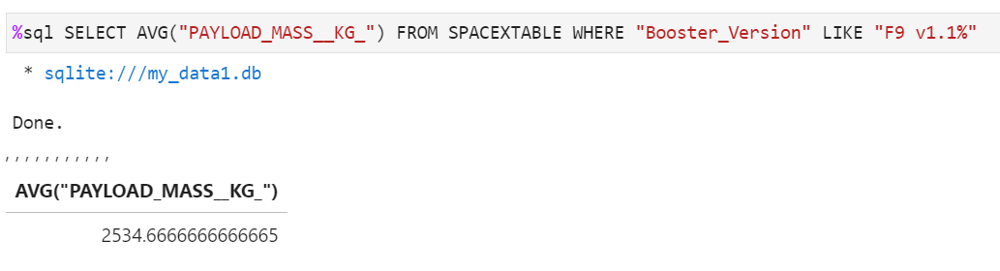 %sql SELECT AVG("PAYLOAD_MASS__KG_") FROM SPACEXTABLE WHERE "Booster_Version" LIKE "F9 v1.1%"
* sqlite:///my_data1.db
Done.
, , , , , , , , , , ,
AVG("PAYLOAD_MASS__KG_")
2534.6666666666665